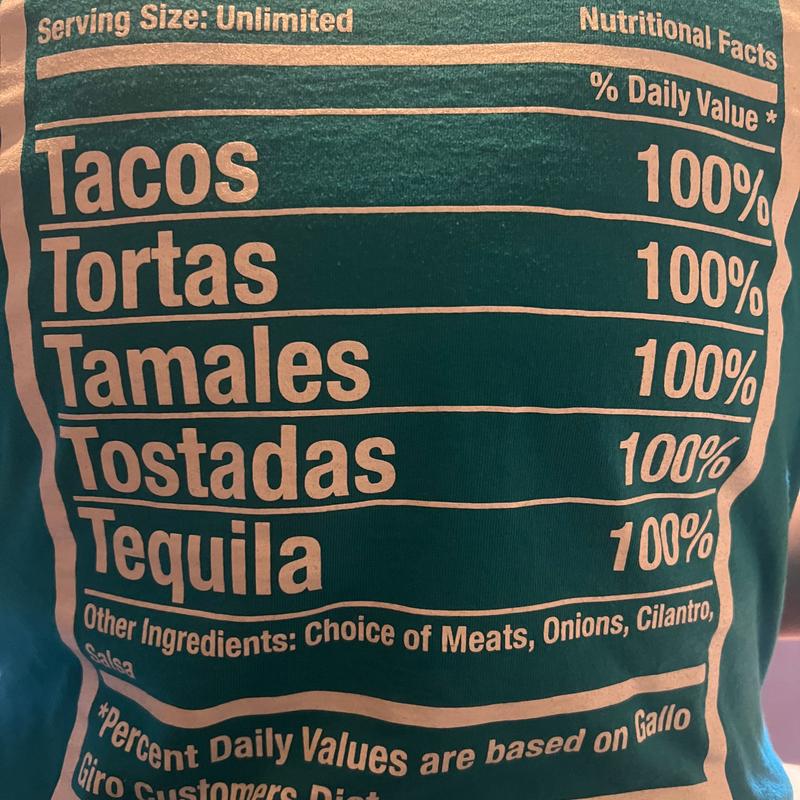 Serving Size: Unlimited Nutritional Facts
% Daily Value *
Tacos 100%
Tortas 100%
Tamales 100%
Tostadas 100%
Tequila 100%
Other Ingredients: Choice of Meats, Onions, Cilantro,
Salsa
*Percent Daily Values are based on Gallo
Giro Customers Diet